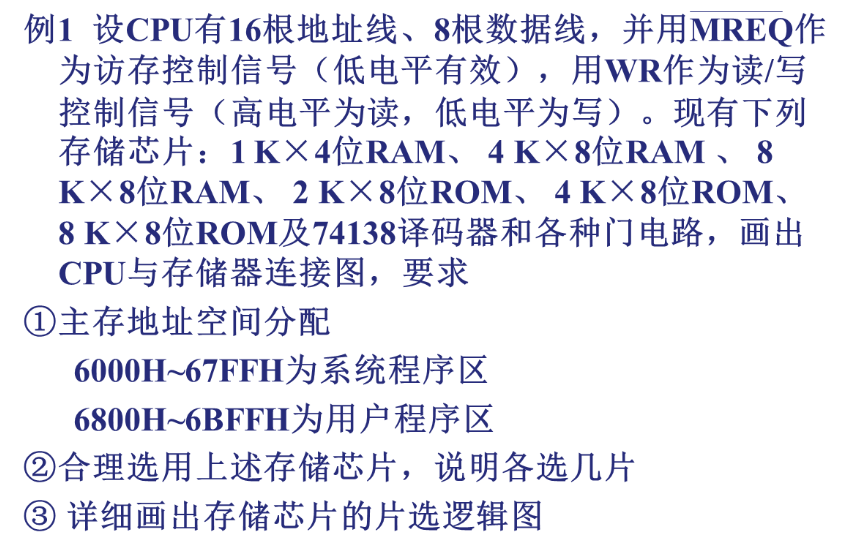 例1 设CPU有16根地址线、8根数据线，并用MREQ作
为访存控制信号（低电平有效），用WR作为读/写
控制信号（高电平为读，低电平为写）。现有下列
存储芯片：1 K×4位RAM、 4 K×8位RAM 、 8
K×8位RAM、 2 K×8位ROM、 4 K×8位ROM、
8 K×8位ROM及74138译码器和各种门电路，画出
CPU与存储器连接图，要求
①主存地址空间分配
6000H~67FFH为系统程序区
6800H~6BFFH为用户程序区
②合理选用上述存储芯片，说明各选几片
③ 详细画出存储芯片的片选逻辑图